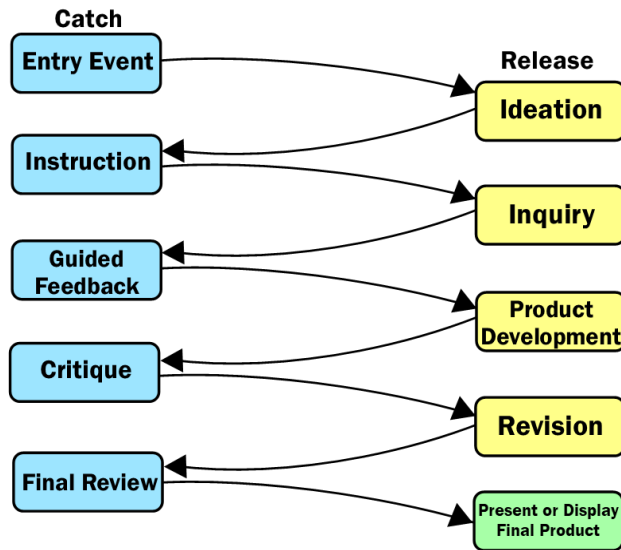 Catch
Entry Event
Release
Ideation
Instruction
Inquiry
Guided
Feedback
Product
Development
Critique
Revision
Final Review
Present or Display
Final Product